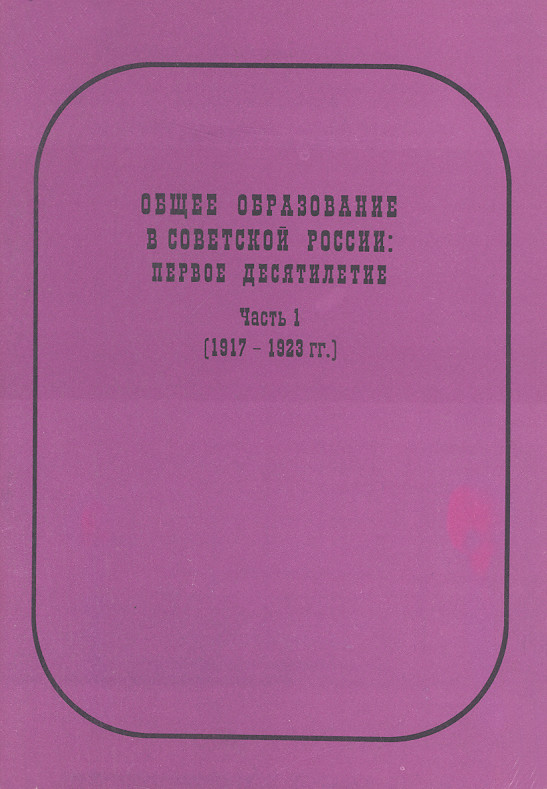 ОБЩЕЕ ОБРАЗОВАНИЕ
В СОВЕТСКОЙ РОССИИ:
ПЕРВОЕ ДЕСЯТИЛЕТИЕ
Часть 1
(1917 – 1923 гг.)